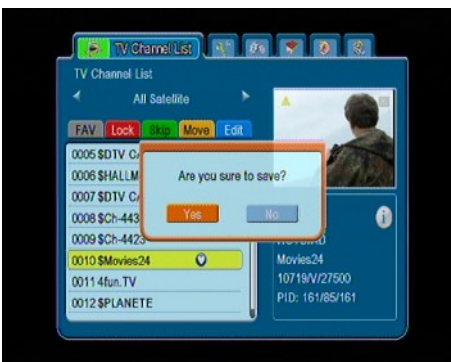 TV Channel List
TV Channel List
All Satellite
FAV Lock Skip Move Edit
0005 $DTV
0006 $HALLM
0007 $DTV
0008 $Ch-443
0009 $Ch-4423
0010 $Movies24
0011 4fun.TV
0012 $PLANETE
Are you sure to save?
Yes No
Movies24
10719/V/27500
PID: 161/85/161